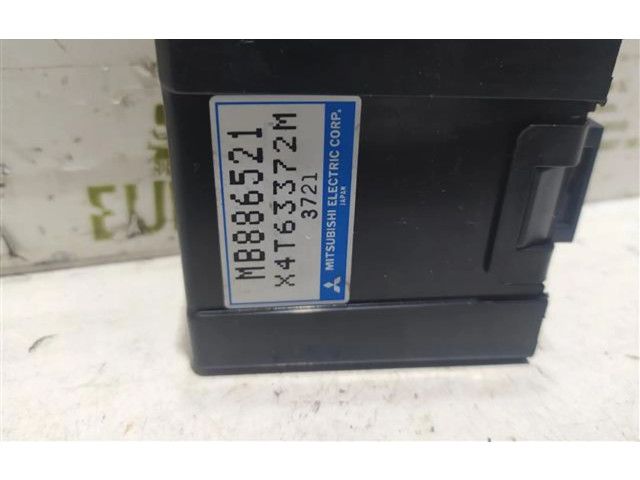 MB886521
X4T63372M
3721
MITSUBISHI ELECTRIC CORP.
JAPAN